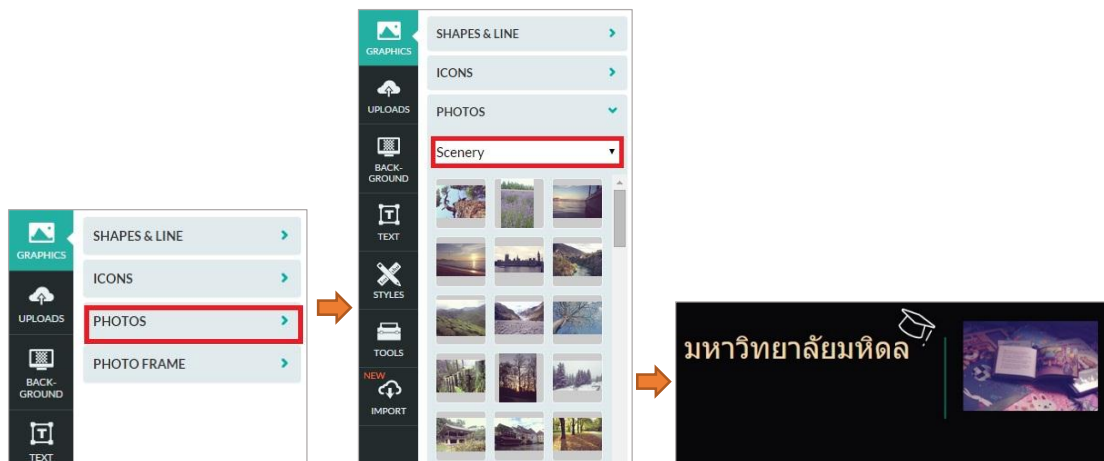 GRAPHICS
UPLOADS
BACK-
GROUND
TEXT
SHAPES & LINE
ICONS
PHOTOS
PHOTO FRAME
GRAPHICS
UPLOADS
BACK-
GROUND
TEXT
STYLES
TOOLS
NEW
IMPORT
SHAPES & LINE
ICONS
PHOTOS
Scenery
มหาวิทยาลัยมหิดล